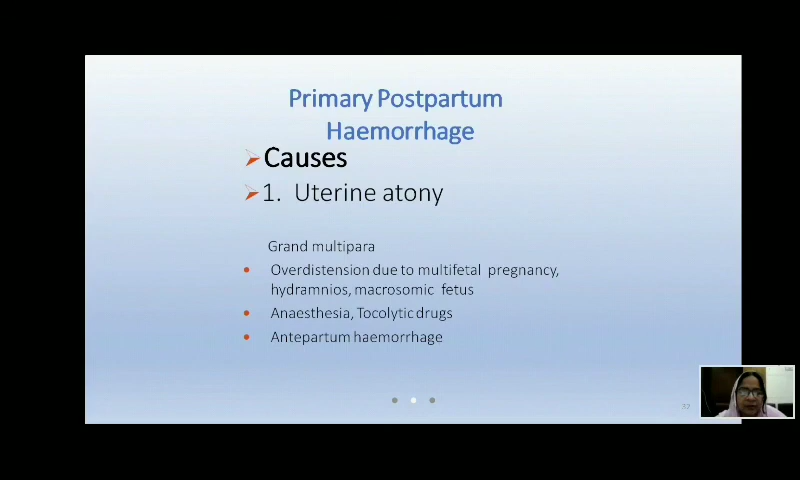 Primary Postpartum
Haemorrhage
Causes
1. Uterine atony
Grand multipara
Overdistension due to multifetal pregnancy,
hydramnios, macrosomic fetus
Anaesthesia, Tocolytic drugs
Antepartum haemorrhage
32